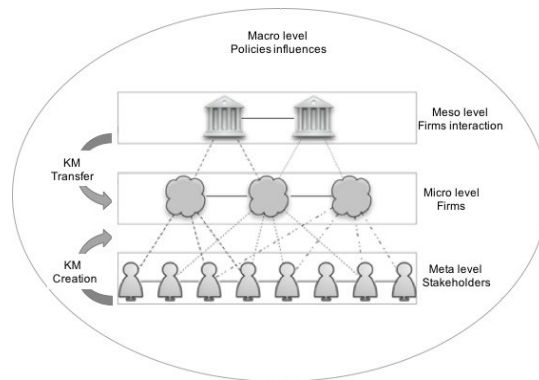 Macro level
Policies influences
Meso level
Firms interaction
KM
Transfer
Micro level
Firms
KM
Creation
Meta level
Stakeholders